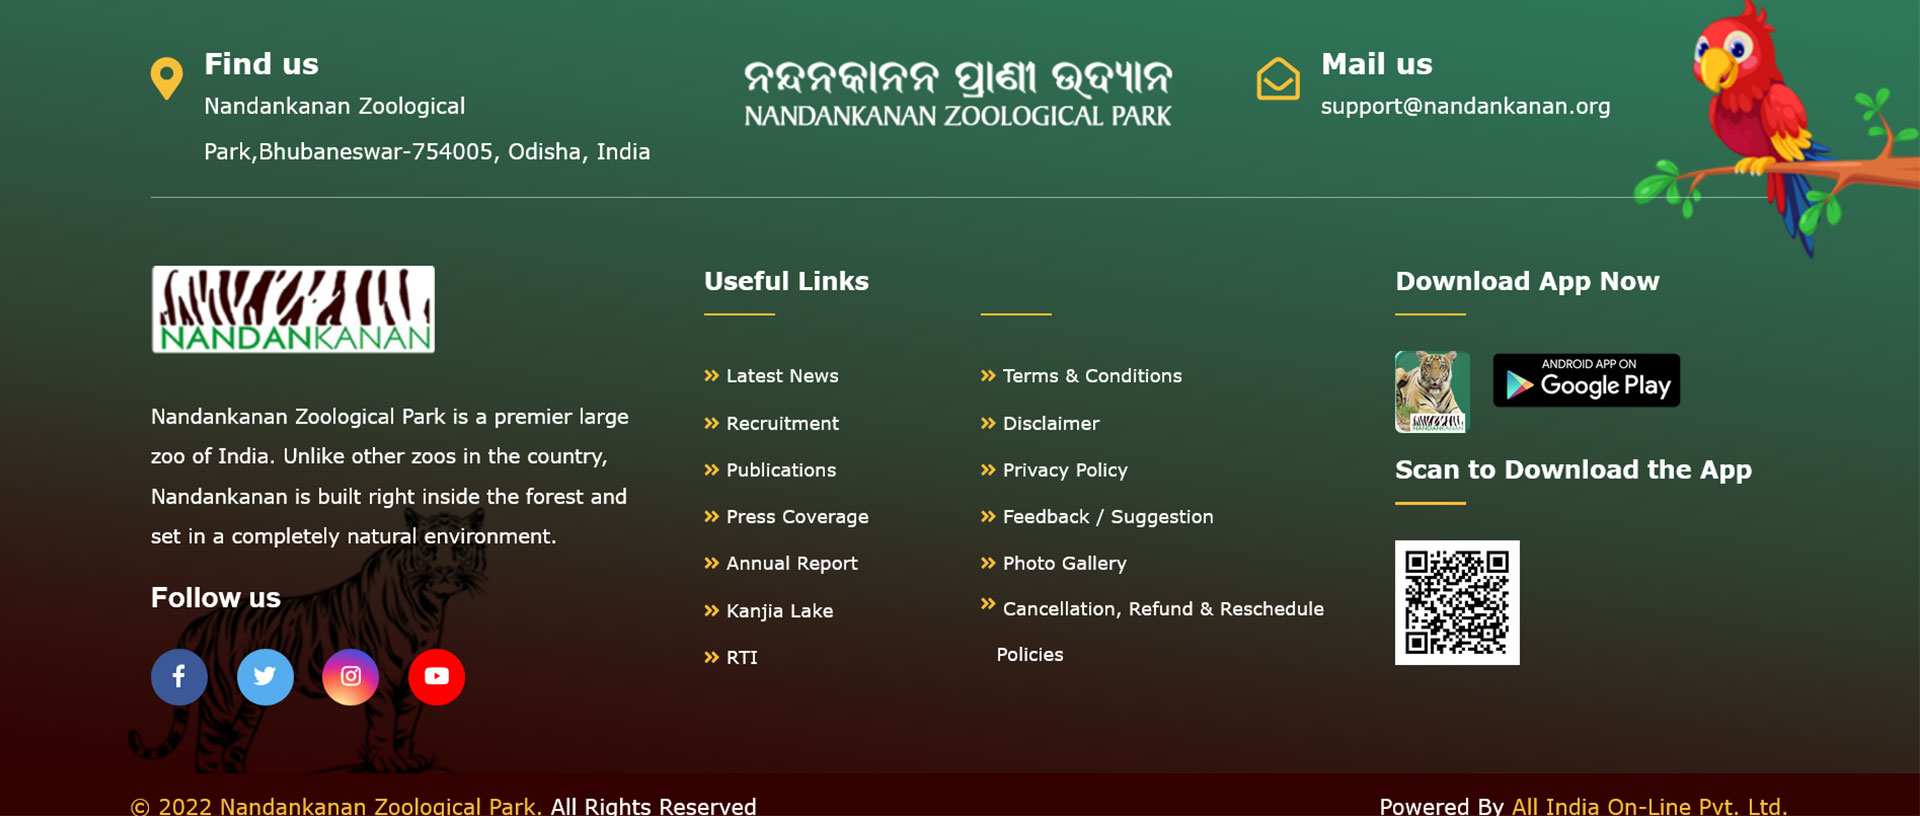 Find us
Nandankanan Zoological
Park,Bhubaneswar-754005, Odisha, India
ନନ୍ଦନକାନନ ପ୍ରାଣୀ ଉଦ୍ୟାନ
NANDANKANAN ZOOLOGICAL PARK
Mail us
support@nandankanan.org
NANDANKANAN
Nandankanan Zoological Park is a premier large
zoo of India. Unlike other zoos in the country,
Nandankanan is built right inside the forest and
set in a completely natural environment.
Follow us
Useful Links
Latest News
Recruitment
Publications
Press Coverage
Annual Report
Kanjia Lake
RTI
Terms & Conditions
Disclaimer
Privacy Policy
Feedback / Suggestion
Photo Gallery
Cancellation, Refund & Reschedule
Policies
Download App Now
NANDANKANAN
ANDROID APP ON
Google Play
Scan to Download the App
© 2022 Nandankanan Zoological Park. All Rights Reserved
Powered By All India On-Line Pvt. Ltd.